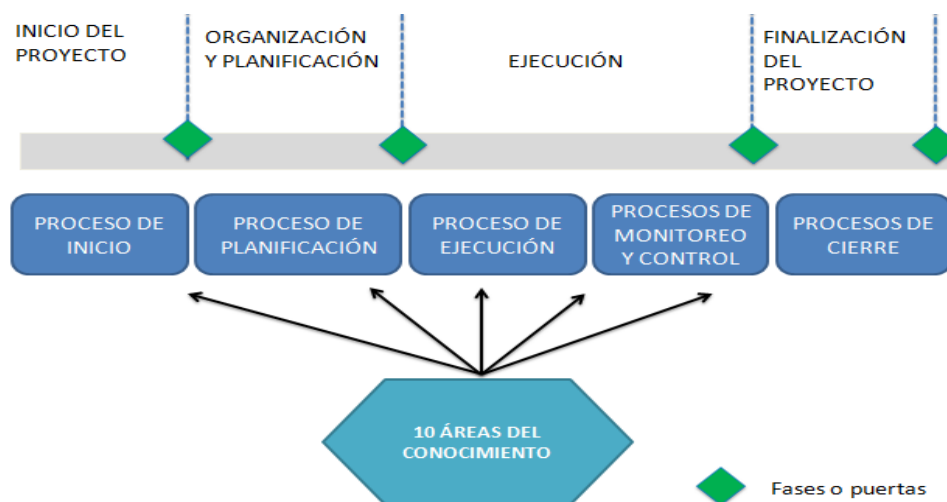 INICIO DEL
PROYECTO
ORGANIZACIÓN
Y PLANIFICACIÓN
EJECUCIÓN
FINALIZACIÓN
DEL
PROYECTO
PROCESO DE
INICIO
PROCESO DE
PLANIFICACIÓN
PROCESO DE
EJECUCIÓN
PROCESOS DE
MONITOREO
Y CONTROL
PROCESOS DE
CIERRE
10 ÁREAS DEL
CONOCIMIENTO
Fases o puertas